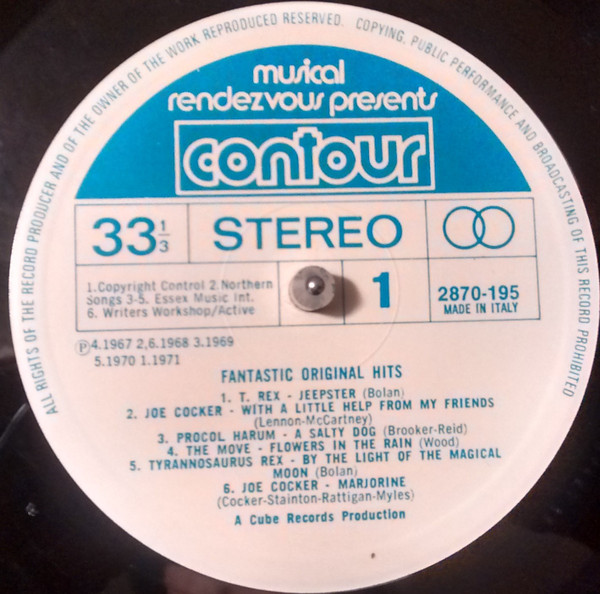 ALL RIGHTS OF THE RECORD PRODUCER AND OF THE OWNER OF THE WORK REPRODUCED RESERVED. COPYING, PUBLIC PERFORMANCE AND BROADCASTING OF THIS RECORD PROHIBITED
musical
rendezvous presents
contour
33 1/3
STEREO
1.Copyright Control 2.Northern
Songs 3-5. Essex Music Int.
6. Writers Workshop/Active
1
2870-195
MADE IN ITALY
Ⓟ4.1967 2,6.1968 3.1969
5.1970 1.1971
FANTASTIC ORIGINAL HITS
1. T. REX - JEEPSTER (Bolan)
2. JOE COCKER - WITH A LITTLE HELP FROM MY FRIENDS
(Lennon-McCartney)
3. PROCOL HARUM - A SALTY DOG (Brooker-Reid)
4. THE MOVE - FLOWERS IN THE RAIN (Wood)
5. TYRANNOSAURUS REX - BY THE LIGHT OF THE MAGICAL
MOON (Bolan)
6. JOE COCKER - MARJORINE
(Cocker-Stainton-Rattigan-Myles)
A Cube Records Production